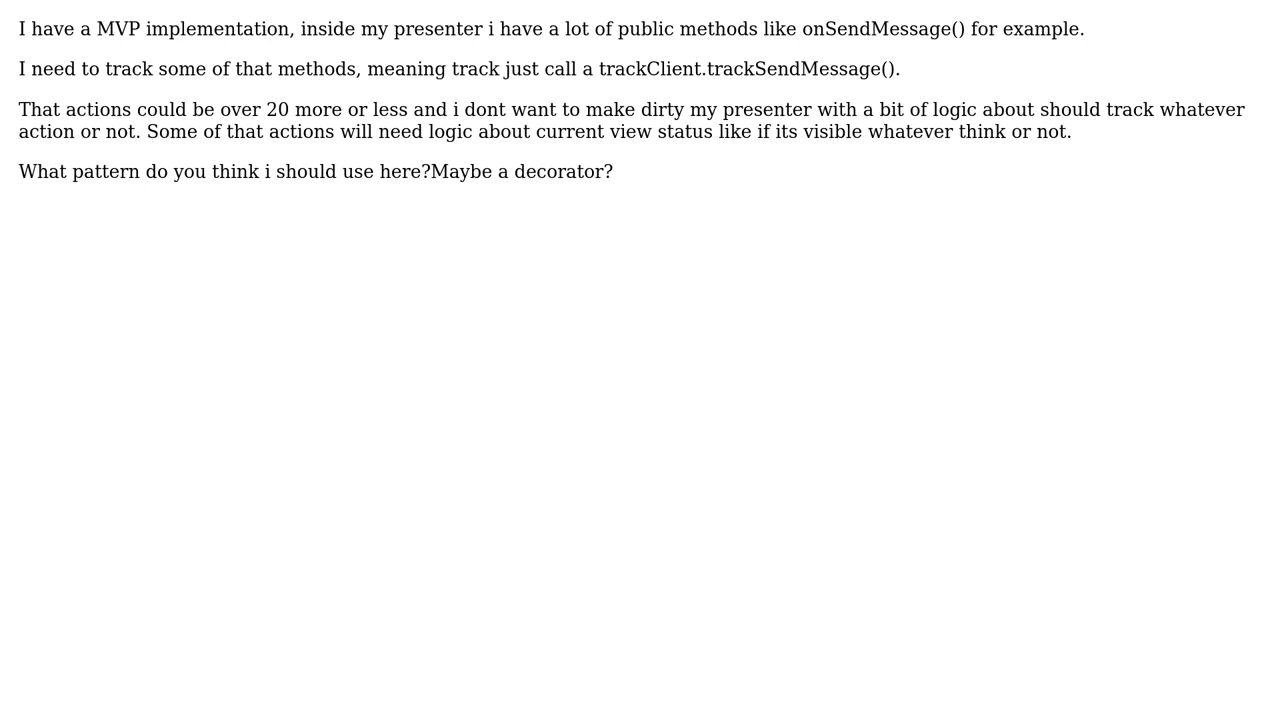 I have a MVP implementation, inside my presenter i have a lot of public methods like onSendMessage() for example.
I need to track some of that methods, meaning track just call a trackClient.trackSendMessage().
That actions could be over 20 more or less and i dont want to make dirty my presenter with a bit of logic about should track whatever
action or not. Some of that actions will need logic about current view status like if its visible whatever think or not.
What pattern do you think i should use here?Maybe a decorator?